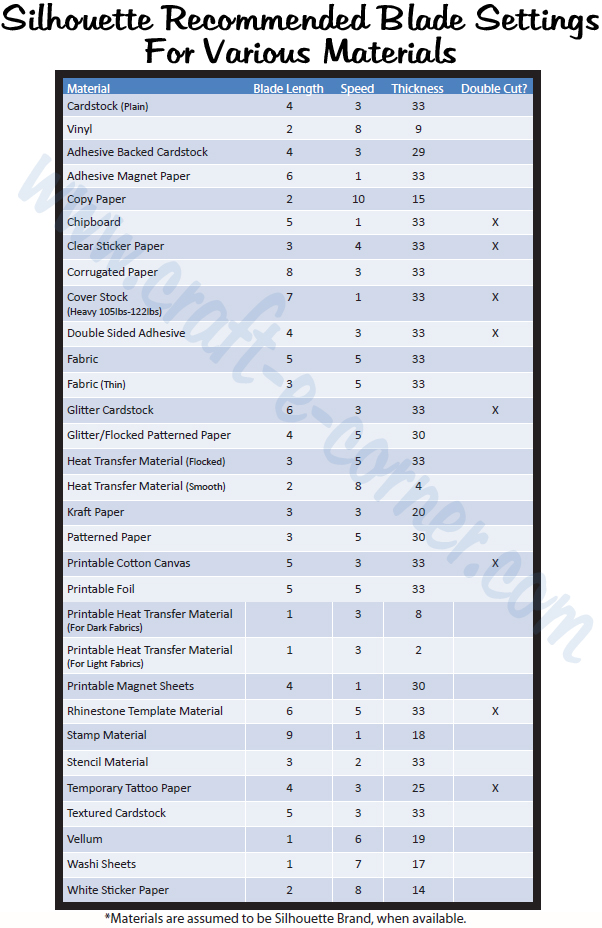 Silhouette Recommended Blade Settings
For Various Materials
Material Blade Length Speed Thickness Double Cut?
Cardstock (Plain) 4 3 33
Vinyl 2 8 9
Adhesive Backed Cardstock 4 3 29
Adhesive Magnet Paper 6 1 33
Copy Paper 2 10 15
Chipboard 5 1 33 X
Clear Sticker Paper 3 4 33 X
Corrugated Paper 8 3 33
Cover Stock 7 1 33 X
(Heavy 105lbs-122lbs)
Double Sided Adhesive 4 3 33 X
Fabric 5 5 33
Fabric (Thin) 3 5 33
Glitter Cardstock 6 3 33 X
Glitter/Flocked Patterned Paper 4 5 30
Heat Transfer Material (Flocked) 3 5 33
Heat Transfer Material (Smooth) 2 8 4
Kraft Paper 3 3 20
Patterned Paper 3 5 30
Printable Cotton Canvas 5 3 33 X
Printable Foil 5 5 33
Printable Heat Transfer Material 1 3 8
(For Dark Fabrics)
Printable Heat Transfer Material 1 3 2
(For Light Fabrics)
Printable Magnet Sheets 4 1 30
Rhinestone Template Material 6 5 33 X
Stamp Material 9 1 18
Stencil Material 3 2 33
Temporary Tattoo Paper 4 3 25 X
Textured Cardstock 5 3 33
Vellum 1 6 19
Washi Sheets 1 7 17
White Sticker Paper 2 8 14
*Materials are assumed to be Silhouette Brand, when available.
www.craft-e-corner.com